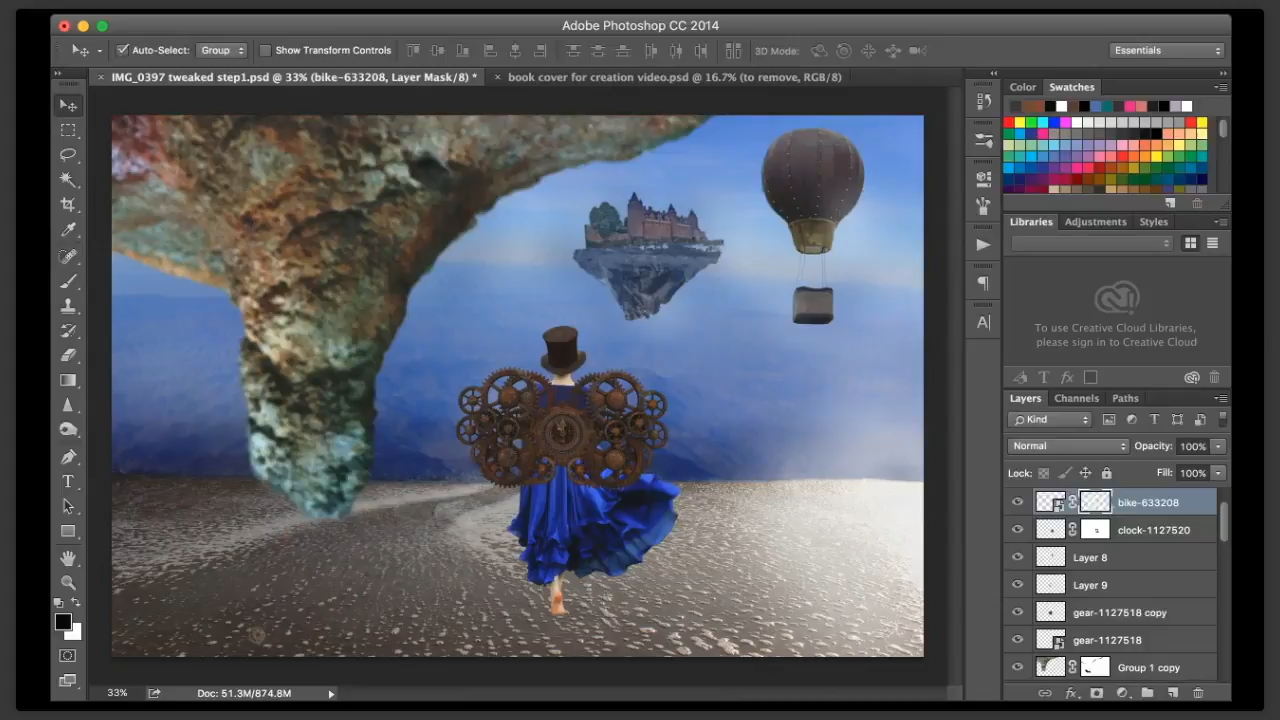 Adobe Photoshop CC 2014
Auto-Select: Group Show Transform Controls 3D Mode: Essentials
× IMG_0397 tweaked step1.psd @ 33% (bike-633208, Layer Mask/8) * × book cover for creation video.psd @ 16.7% (to remove, RGB/8)
Color Swatches
Libraries Adjustments Styles
To use Creative Cloud Libraries,
please sign in to Creative Cloud
Layers Channels Paths
Kind
Normal Opacity: 100%
Lock: Fill: 100%
bike-633208
clock-1127520
Layer 8
Layer 9
gear-1127518 copy
gear-1127518
Group 1 copy
33% Doc: 51.3M/874.8M